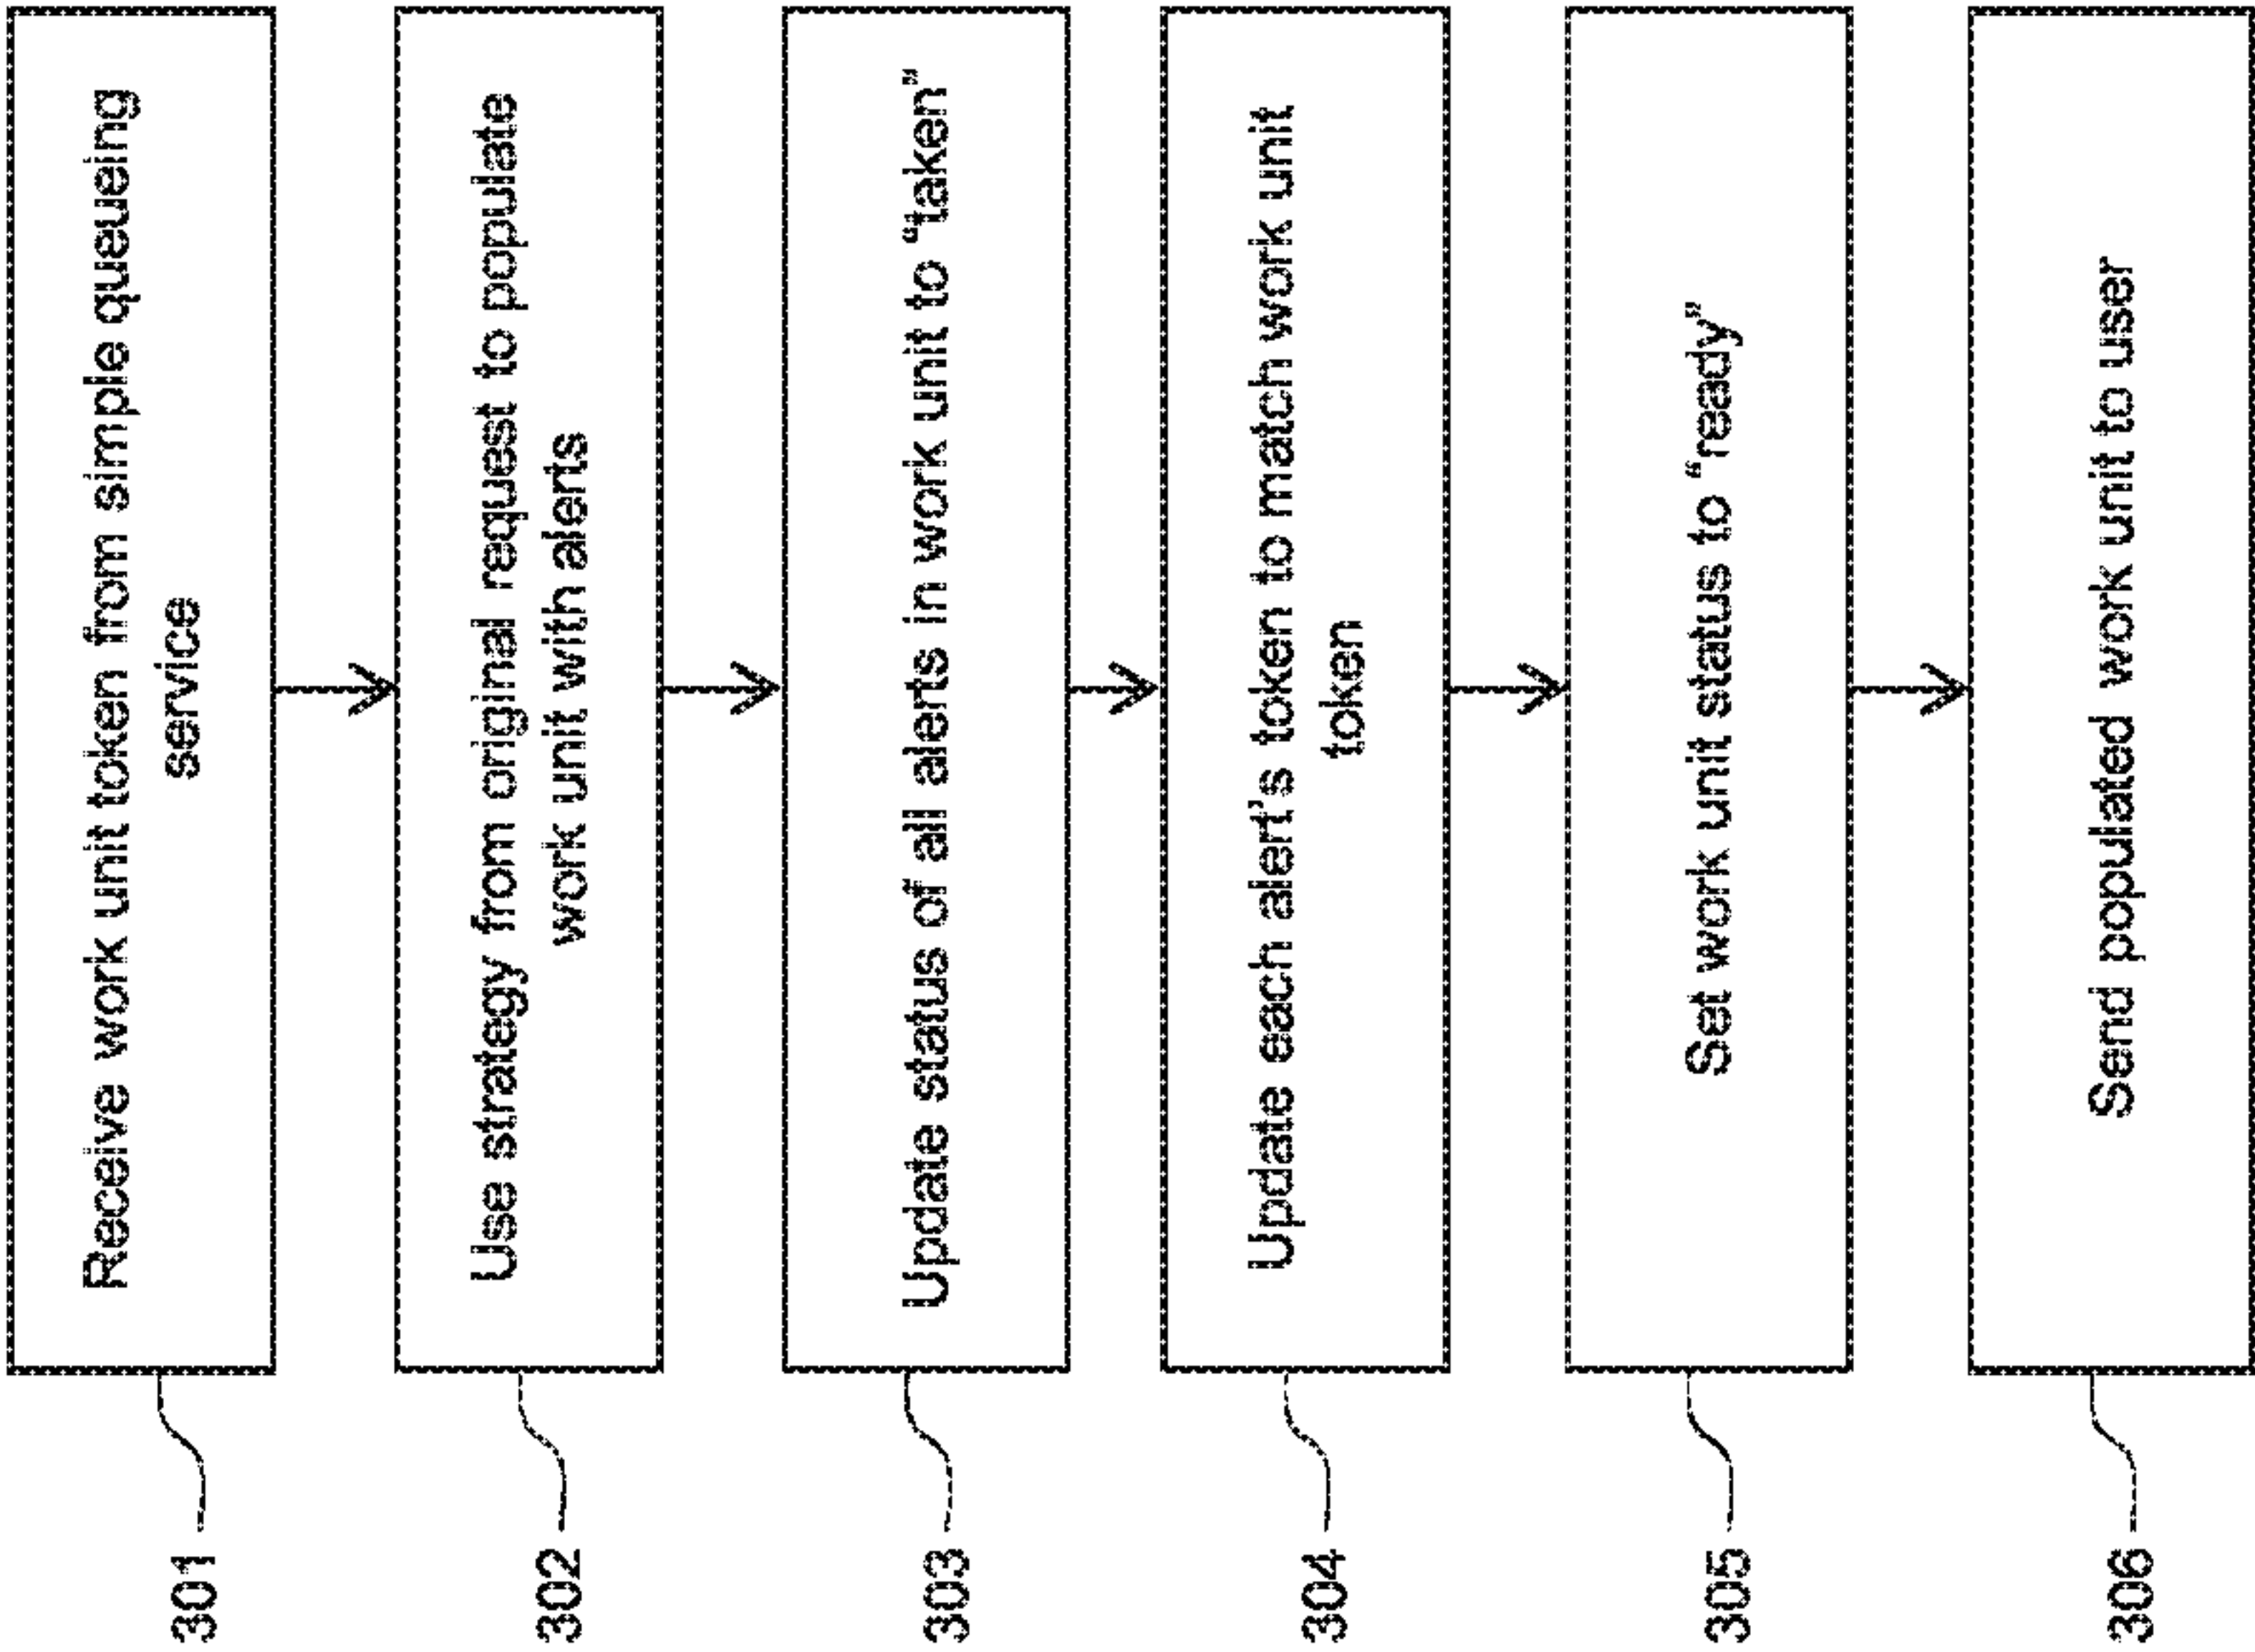 301
Receive work unit token from simple queueing
service
302
Use strategy from original request to populate
work unit with alerts
303
Update status of all alerts in work unit to “taken”
304
Update each alert’s token to match work unit
token
305
Set work unit status to “ready”
306
Send populated work unit to user